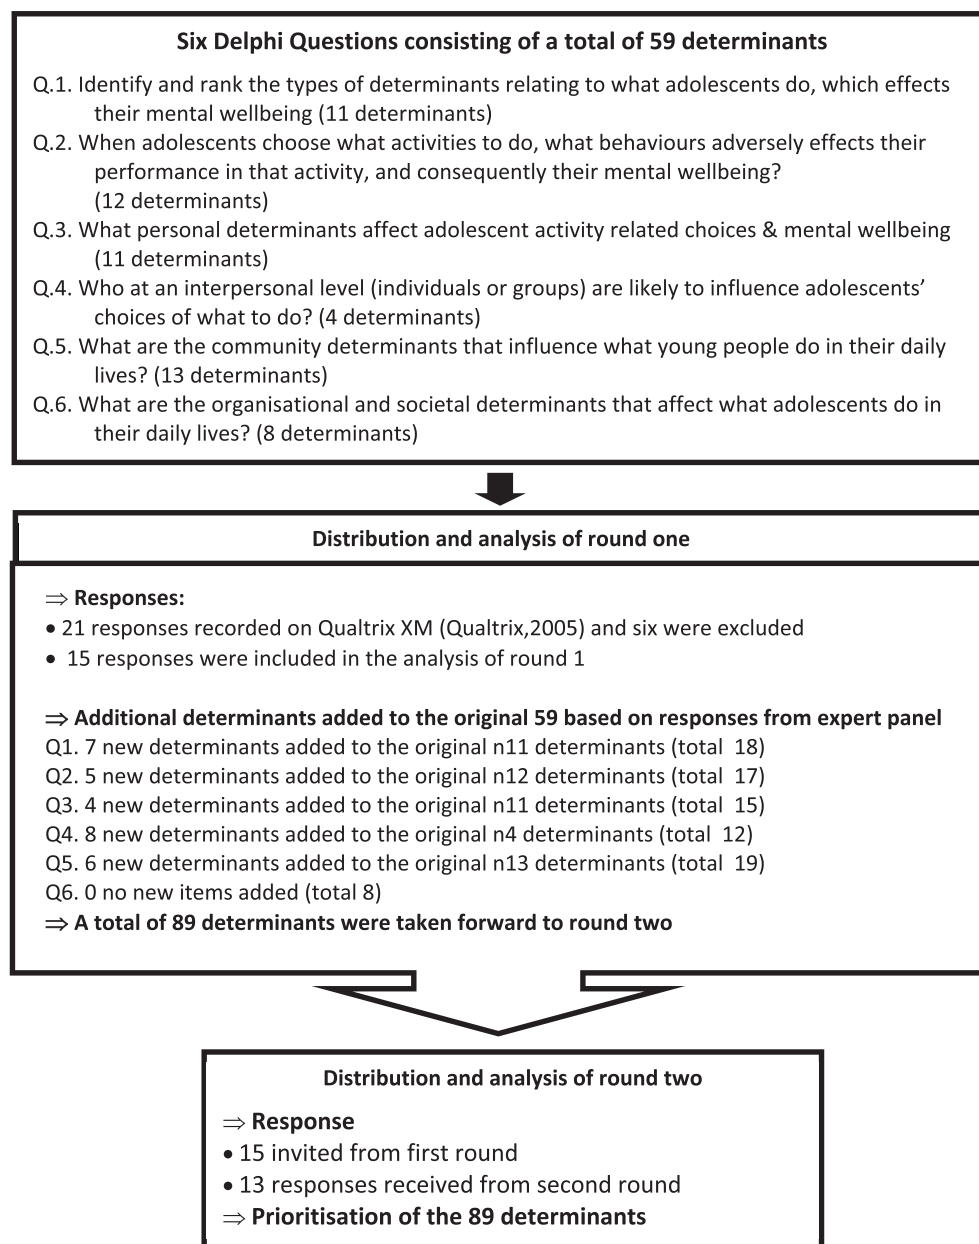 Six Delphi Questions consisting of a total of 59 determinants
Q.1. Identify and rank the types of determinants relating to what adolescents do, which effects
their mental wellbeing (11 determinants)
Q.2. When adolescents choose what activities to do, what behaviours adversely effects their
performance in that activity, and consequently their mental wellbeing?
(12 determinants)
Q.3. What personal determinants affect adolescent activity related choices & mental wellbeing
(11 determinants)
Q.4. Who at an interpersonal level (individuals or groups) are likely to influence adolescents’
choices of what to do? (4 determinants)
Q.5. What are the community determinants that influence what young people do in their daily
lives? (13 determinants)
Q.6. What are the organisational and societal determinants that affect what adolescents do in
their daily lives? (8 determinants)
Distribution and analysis of round one
⇒ Responses:
• 21 responses recorded on Qualtrix XM (Qualtrix,2005) and six were excluded
• 15 responses were included in the analysis of round 1
⇒ Additional determinants added to the original 59 based on responses from expert panel
Q1. 7 new determinants added to the original n11 determinants (total 18)
Q2. 5 new determinants added to the original n12 determinants (total 17)
Q3. 4 new determinants added to the original n11 determinants (total 15)
Q4. 8 new determinants added to the original n4 determinants (total 12)
Q5. 6 new determinants added to the original n13 determinants (total 19)
Q6. 0 no new items added (total 8)
⇒ A total of 89 determinants were taken forward to round two
Distribution and analysis of round two
⇒ Response
• 15 invited from first round
• 13 responses received from second round
⇒ Prioritisation of the 89 determinants